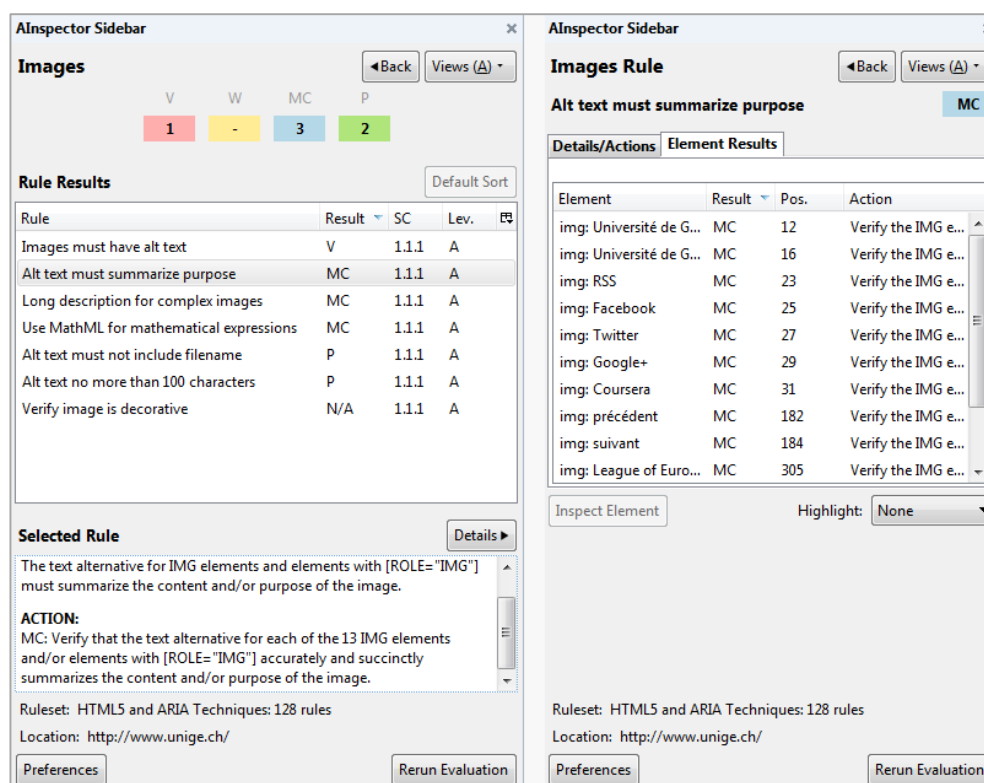 AInspector Sidebar
Images
◄Back
Views (A)
V W MC P
1 - 3 2
Rule Results
Default Sort
Rule Result SC Lev.
Images must have alt text V 1.1.1 A
Alt text must summarize purpose MC 1.1.1 A
Long description for complex images MC 1.1.1 A
Use MathML for mathematical expressions MC 1.1.1 A
Alt text must not include filename P 1.1.1 A
Alt text no more than 100 characters P 1.1.1 A
Verify image is decorative N/A 1.1.1 A
Selected Rule
Details►
The text alternative for IMG elements and elements with [ROLE="IMG"]
must summarize the content and/or purpose of the image.
ACTION:
MC: Verify that the text alternative for each of the 13 IMG elements
and/or elements with [ROLE="IMG"] accurately and succinctly
summarizes the content and/or purpose of the image.
Ruleset: HTML5 and ARIA Techniques: 128 rules
Location: http://www.unige.ch/
Preferences
Rerun Evaluation
AInspector Sidebar
Images Rule
◄Back
Views (A)
Alt text must summarize purpose
MC
Details/Actions
Element Results
Element Result Pos. Action
img: Université de G... MC 12 Verify the IMG e...
img: Université de G... MC 16 Verify the IMG e...
img: RSS MC 23 Verify the IMG e...
img: Facebook MC 25 Verify the IMG e...
img: Twitter MC 27 Verify the IMG e...
img: Google+ MC 29 Verify the IMG e...
img: Coursera MC 31 Verify the IMG e...
img: précédent MC 182 Verify the IMG e...
img: suivant MC 184 Verify the IMG e...
img: League of Euro... MC 305 Verify the IMG e...
Inspect Element
Highlight: None
Ruleset: HTML5 and ARIA Techniques: 128 rules
Location: http://www.unige.ch/
Preferences
Rerun Evaluation